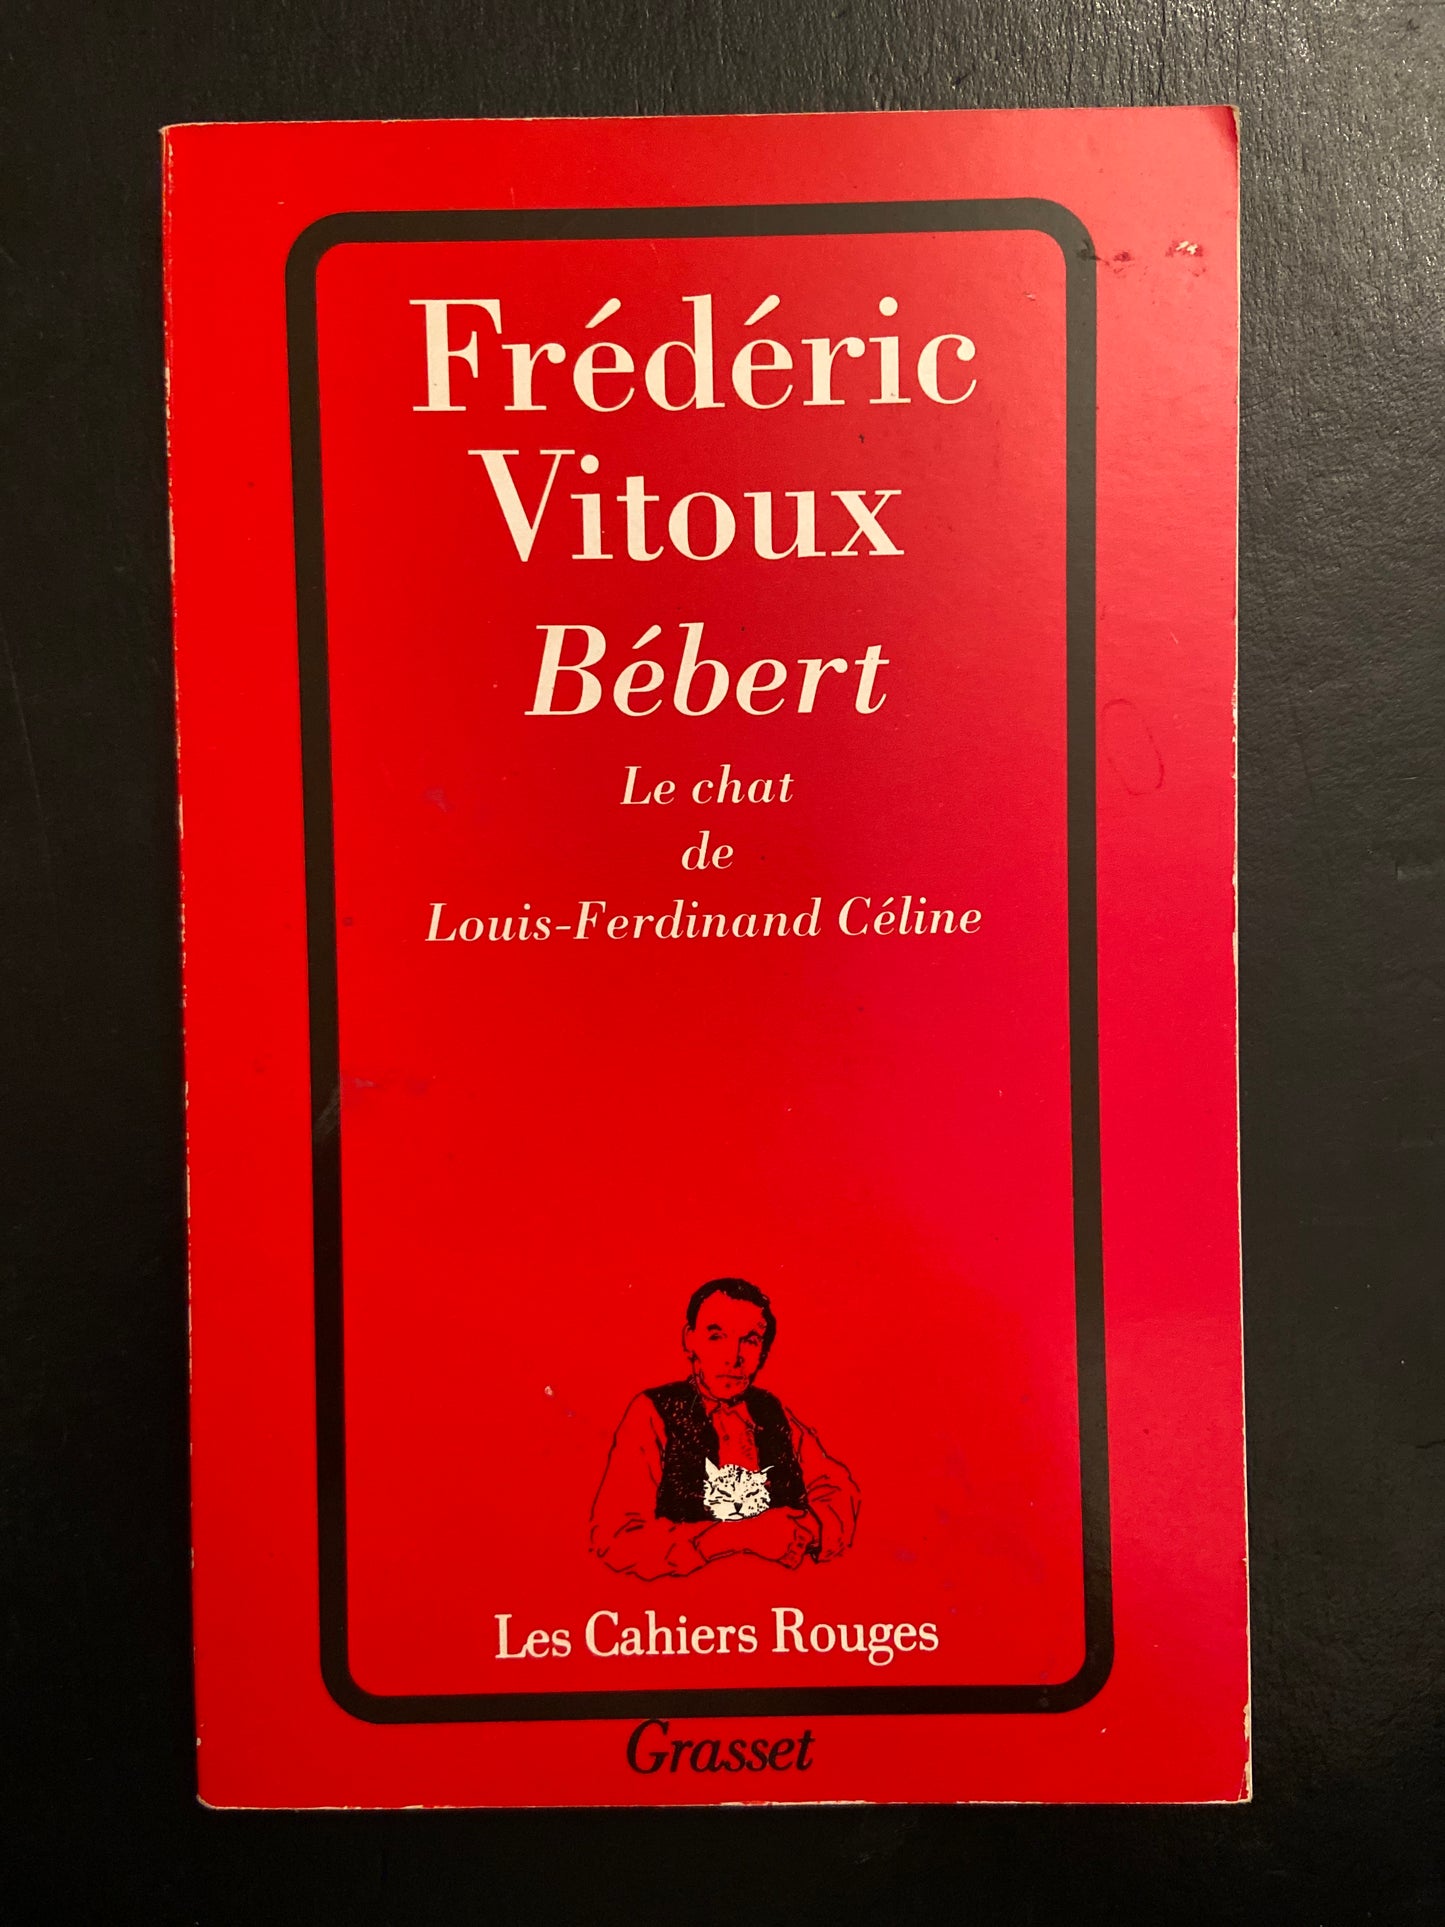 Frédéric
Vitoux
Bébert
Le chat
de
Louis-Ferdinand Céline
Les Cahiers Rouges
Grasset